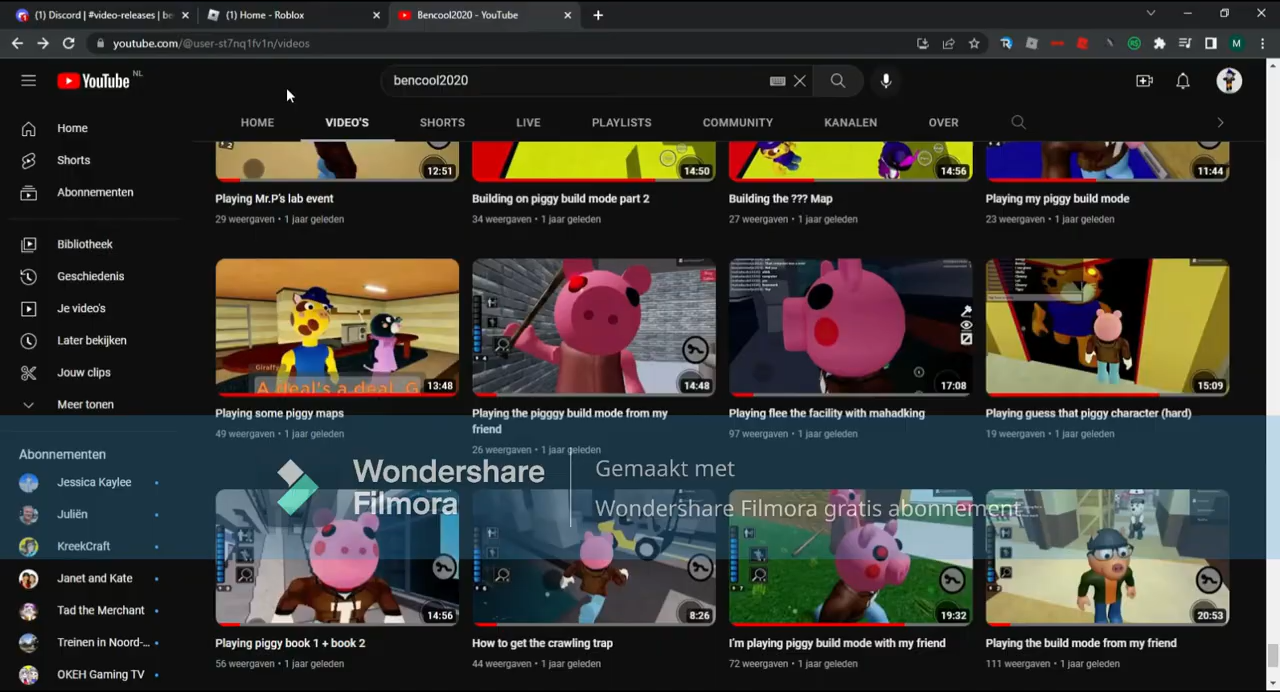 (1) Discord | #video-releases | be
(1) Home - Roblox
Bencool2020 - YouTube
youtube.com/@user-st7nq1fv1n/videos
M
YouTube NL
bencool2020
HOME
VIDEO'S
SHORTS
LIVE
PLAYLISTS
COMMUNITY
KANALEN
OVER
Home
Shorts
Abonnementen
Bibliotheek
Geschiedenis
Je video's
Later bekijken
Jouw clips
Meer tonen
Abonnementen
Jessica Kaylee
Juliën
KreekCraft
Janet and Kate
Tad the Merchant
Treinen in Noord-...
OKEH Gaming TV
12:51
14:50
14:56
11:44
Playing Mr.P's lab event
29 weergaven • 1 jaar geleden
Building on piggy build mode part 2
34 weergaven • 1 jaar geleden
Building the ??? Map
27 weergaven • 1 jaar geleden
Playing my piggy build mode
23 weergaven • 1 jaar geleden
A deal's a deal. G
13:48
14:48
17:08
15:09
Playing some piggy maps
49 weergaven • 1 jaar geleden
Playing the pigggy build mode from my
friend
26 weergaven • 1 jaar geleden
Playing flee the facility with mahadking
97 weergaven • 1 jaar geleden
Playing guess that piggy character (hard)
19 weergaven • 1 jaar geleden
Wondershare
Filmora
Gemaakt met
Wondershare Filmora gratis abonnement
14:56
8:26
19:32
20:53
Playing piggy book 1 + book 2
56 weergaven • 1 jaar geleden
How to get the crawling trap
44 weergaven • 1 jaar geleden
I'm playing piggy build mode with my friend
72 weergaven • 1 jaar geleden
Playing the build mode from my friend
111 weergaven • 1 jaar geleden